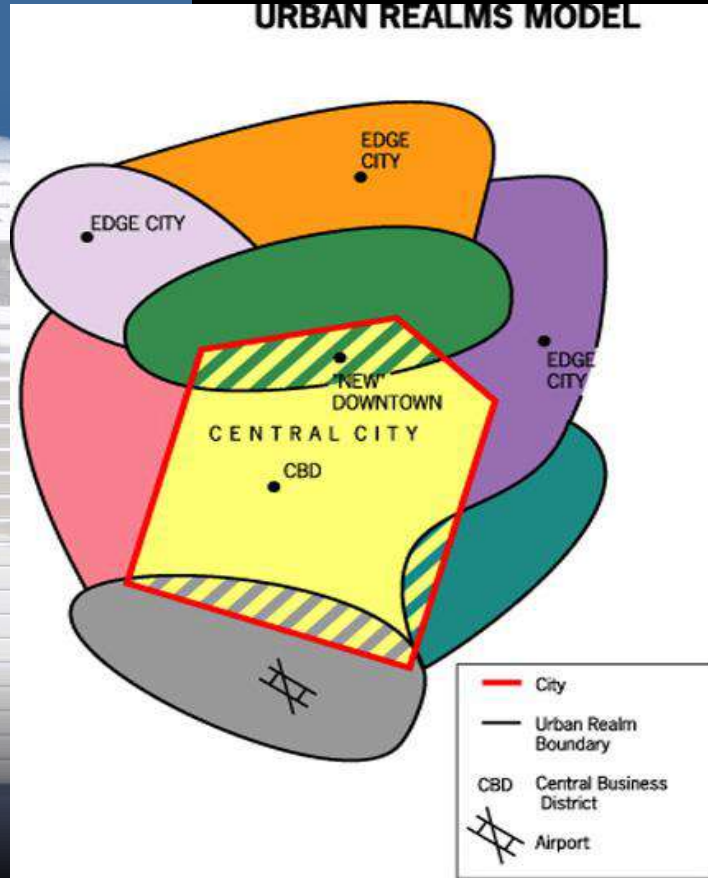 URBAN REALMS MODEL
EDGE
CITY
EDGE CITY
EDGE
CITY
"NEW"
DOWNTOWN
CENTRAL CITY
CBD
City
Urban Realm
Boundary
CBD Central Business
District
Airport